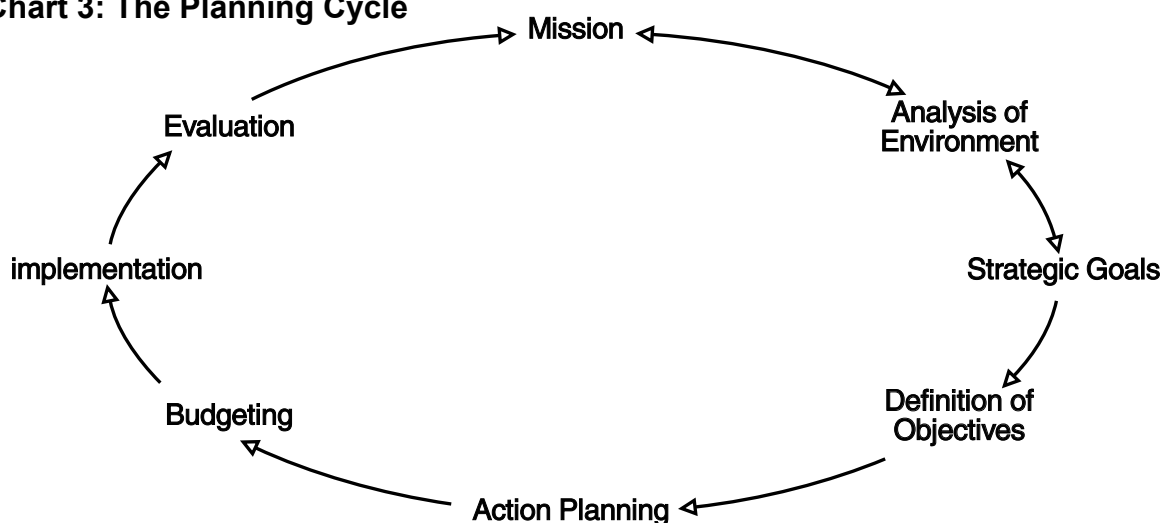 Chart 3: The Planning Cycle
Mission
Analysis of
Environment
Strategic Goals
Definition of
Objectives
Action Planning
Budgeting
implementation
Evaluation